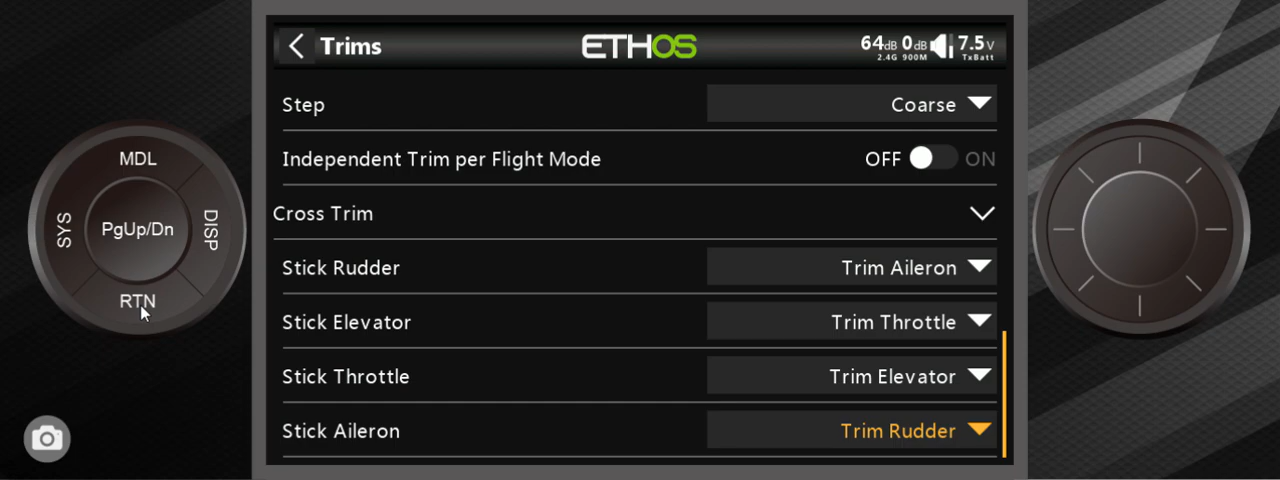 Trims
ETHOS
64dB 0dB 7.5V
2.4G 900M TxBatt
Step Coarse
Independent Trim per Flight Mode OFF ON
Cross Trim
Stick Rudder Trim Aileron
Stick Elevator Trim Throttle
Stick Throttle Trim Elevator
Stick Aileron Trim Rudder
MDL
SYS
PgUp/Dn
DISP
RTN